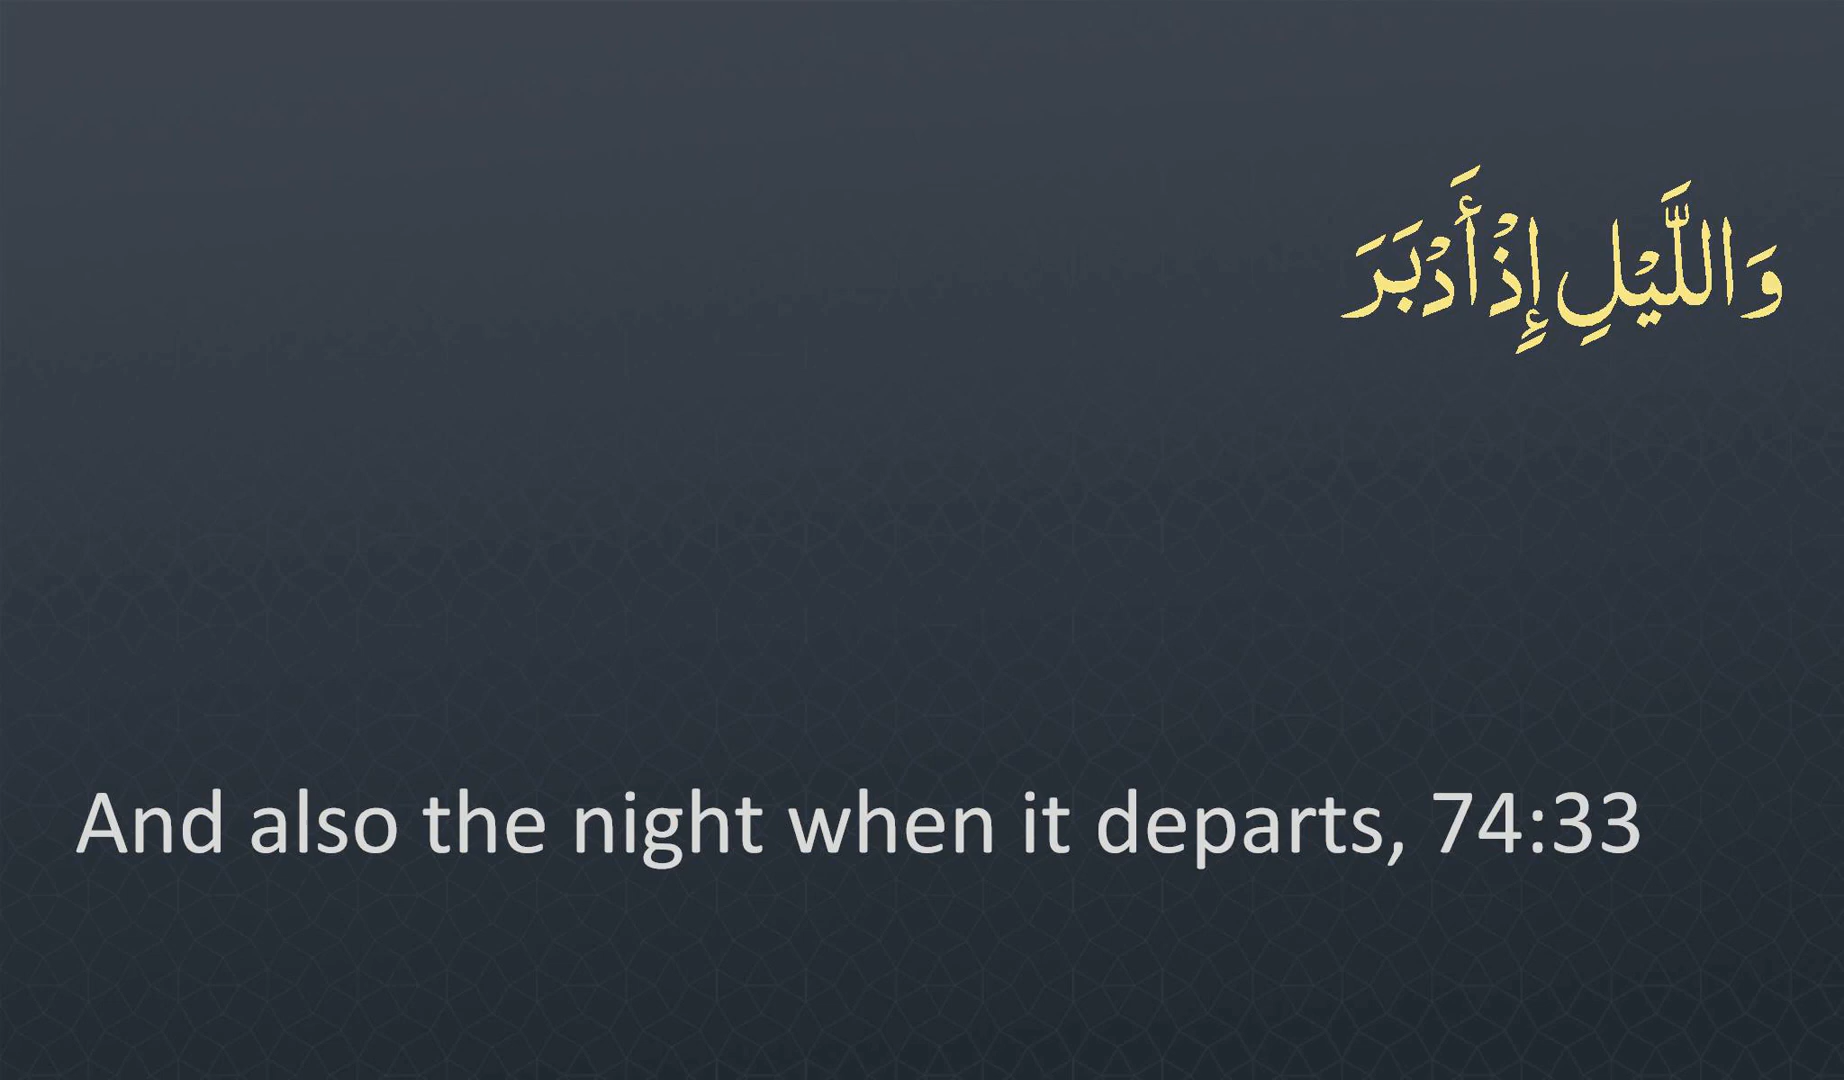 وَاللَّيْلِ إِذْ أَدْبَرَ
And also the night when it departs, 74:33